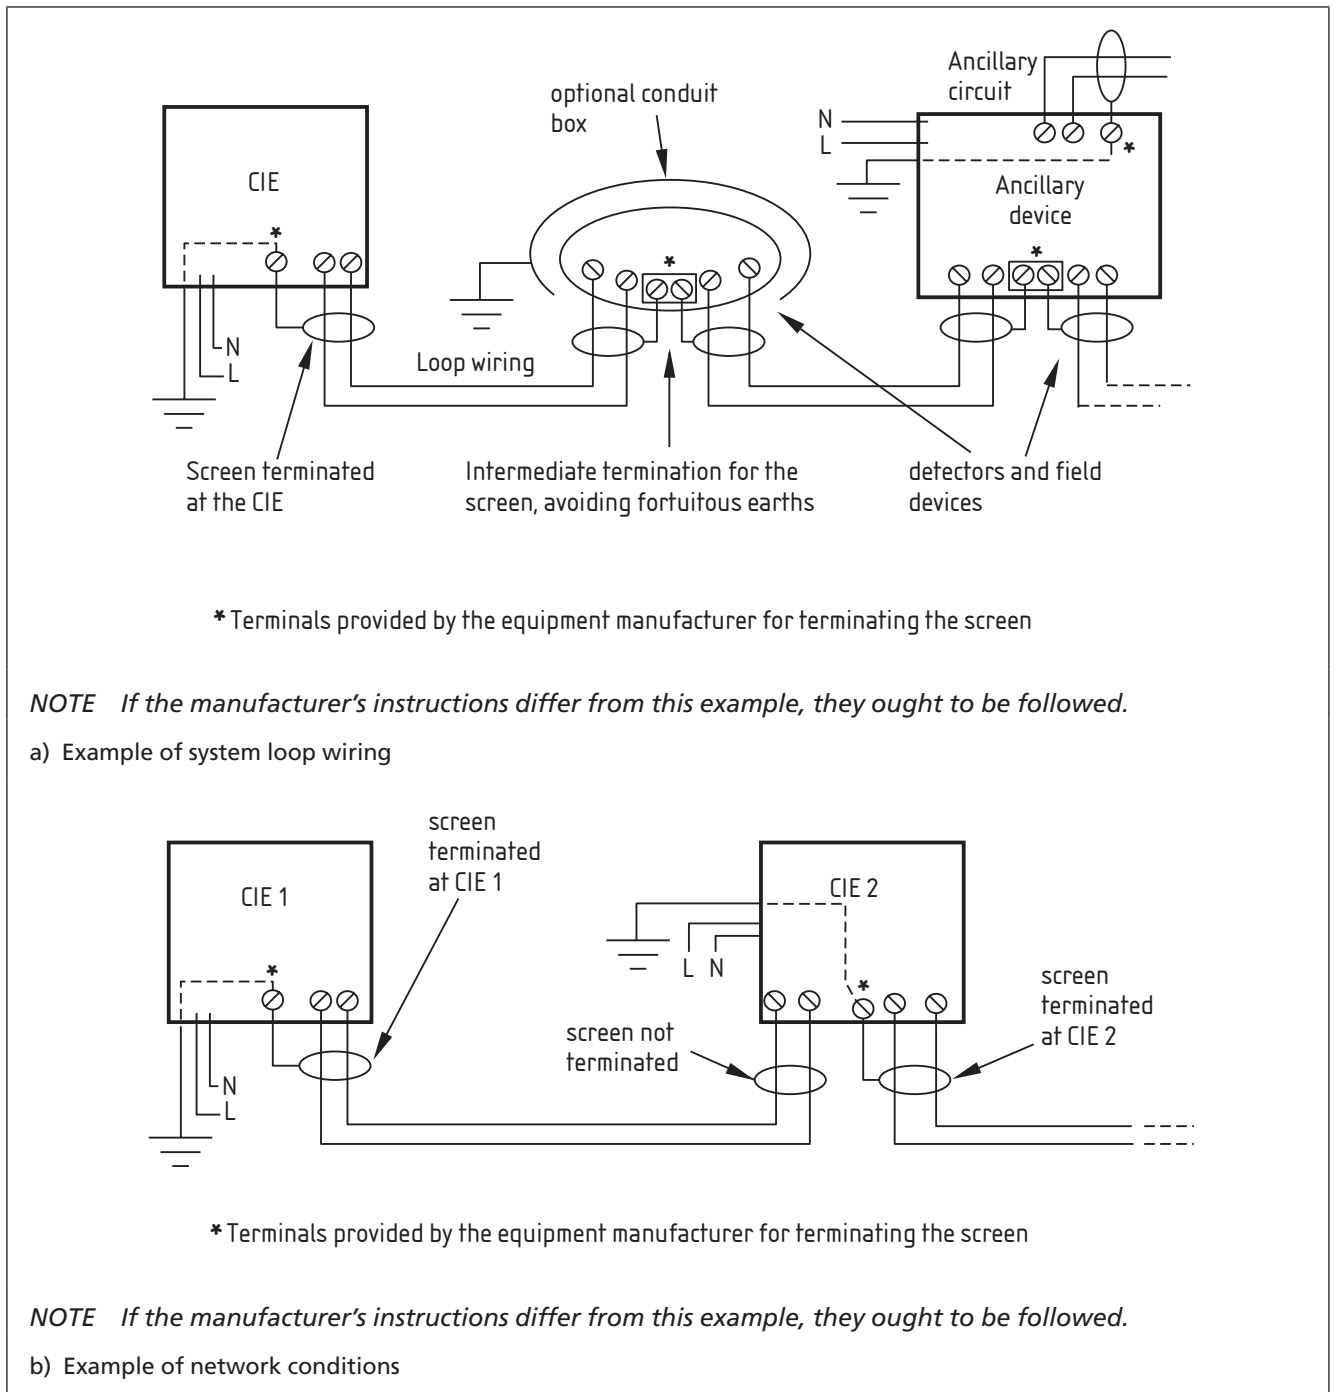 Ancillary
circuit
optional conduit
box
N
L
CIE
*
Ancillary
device
*
*
*
N
L
Loop wiring
Screen terminated
at the CIE
Intermediate termination for the
screen, avoiding fortuitous earths
detectors and field
devices
* Terminals provided by the equipment manufacturer for terminating the screen
NOTE If the manufacturer's instructions differ from this example, they ought to be followed.
a) Example of system loop wiring
screen
terminated
at CIE 1
CIE 1
CIE 2
L N
*
*
screen
terminated
at CIE 2
screen not
terminated
N
L
* Terminals provided by the equipment manufacturer for terminating the screen
NOTE If the manufacturer's instructions differ from this example, they ought to be followed.
b) Example of network conditions